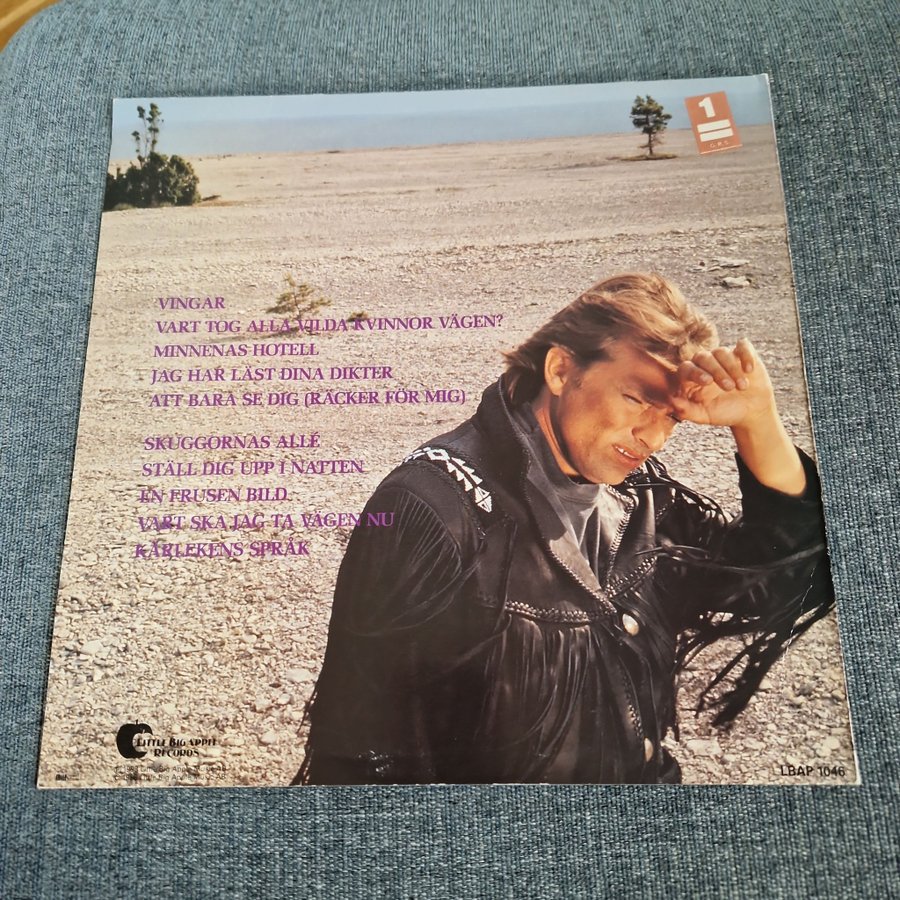 1
G.P.S
VINGAR
VART TOG ALLA VILDA KVINNOR VÄGEN?
MINNENAS HOTELL
JAG HAR LÄST DINA DIKTER
ATT BARA SE DIG (RÄCKER FÖR MIG)
SKUGGORNAS ALLÉ
STÄLL DIG UPP I NATTEN
EN FRUSEN BILD
VART SKA JAG TA VÄGEN NU
KÄRLEKENS SPRÅK
LITTLE BIG APPLE
RECORDS
LBAP 1046